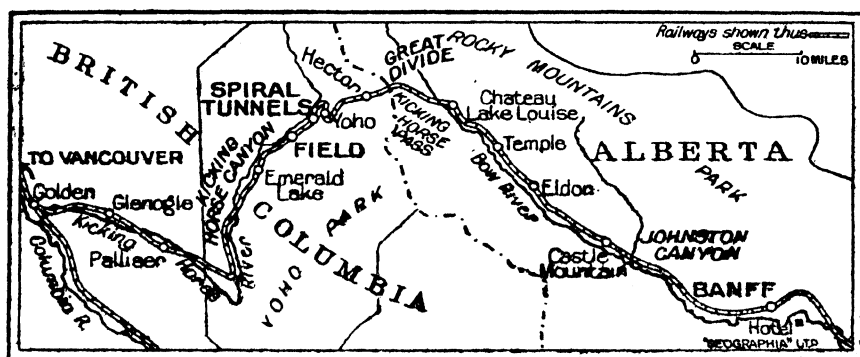 Railways shown thus
SCALE
0 10 MILES
BRITISH
COLUMBIA
ALBERTA
ROCKY MOUNTAINS
PARK
GREAT
DIVIDE
Hector
SPIRAL
TUNNELS
Yoho
KICKING
HORSE
PASS
Chateau
Lake Louise
Temple
Eldon
BOW RIVER
FIELD
Emerald
Lake
KICKING
HORSE CANYON
TO VANCOUVER
Golden
Glenogle
Palliser
Kicking
Horse
River
Columbia R.
YOHO PARK
Castle
Mountain
JOHNSTON
CANYON
BANFF
Hotel
"GEOGRAPHIA" LTD